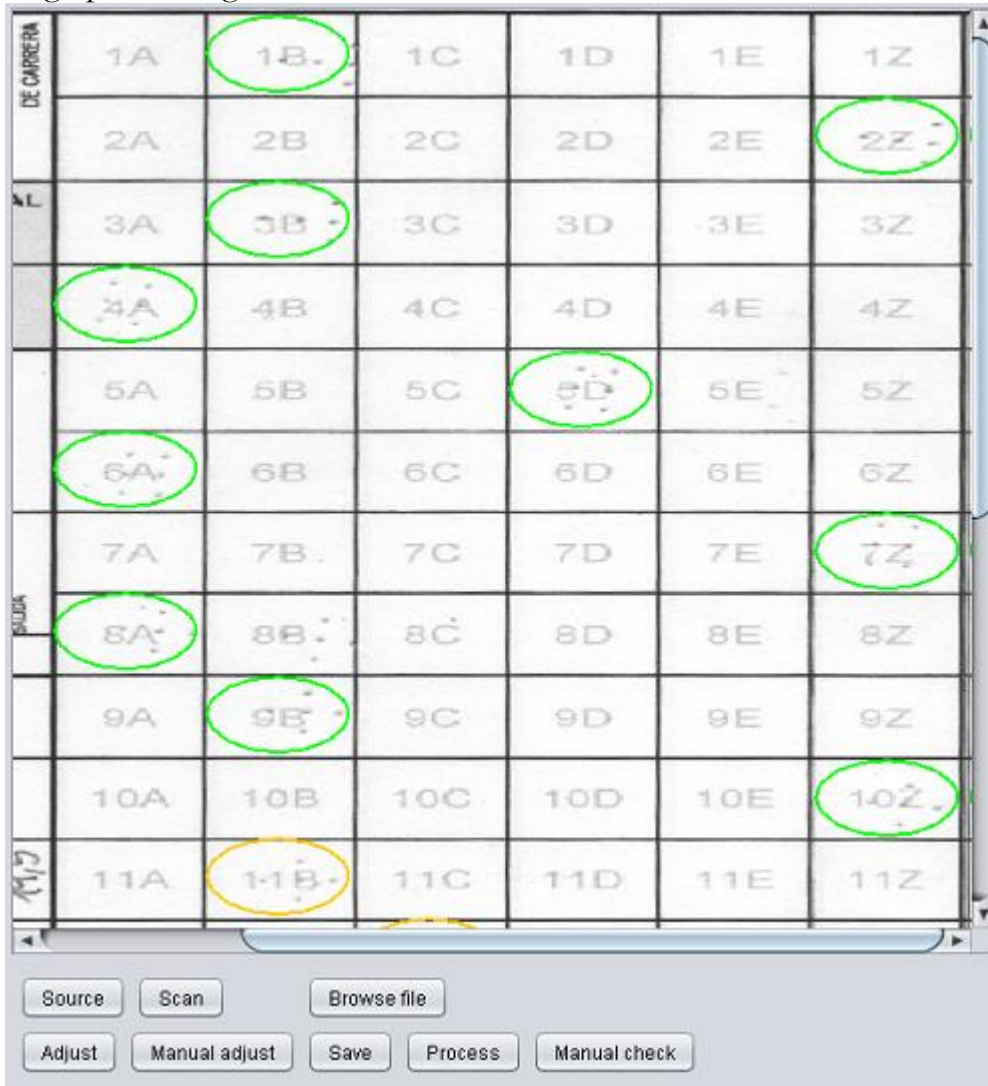 DE CARRERA
1A 1B 1C 1D 1E 1Z
2A 2B 2C 2D 2E 2Z
3A 3B 3C 3D 3E 3Z
4A 4B 4C 4D 4E 4Z
5A 5B 5C 5D 5E 5Z
6A 6B 6C 6D 6E 6Z
7A 7B 7C 7D 7E 7Z
SALIDA
8A 8B 8C 8D 8E 8Z
9A 9B 9C 9D 9E 9Z
10A 10B 10C 10D 10E 10Z
11A 11B 11C 11D 11E 11Z
Source Scan Browse file
Adjust Manual adjust Save Process Manual check